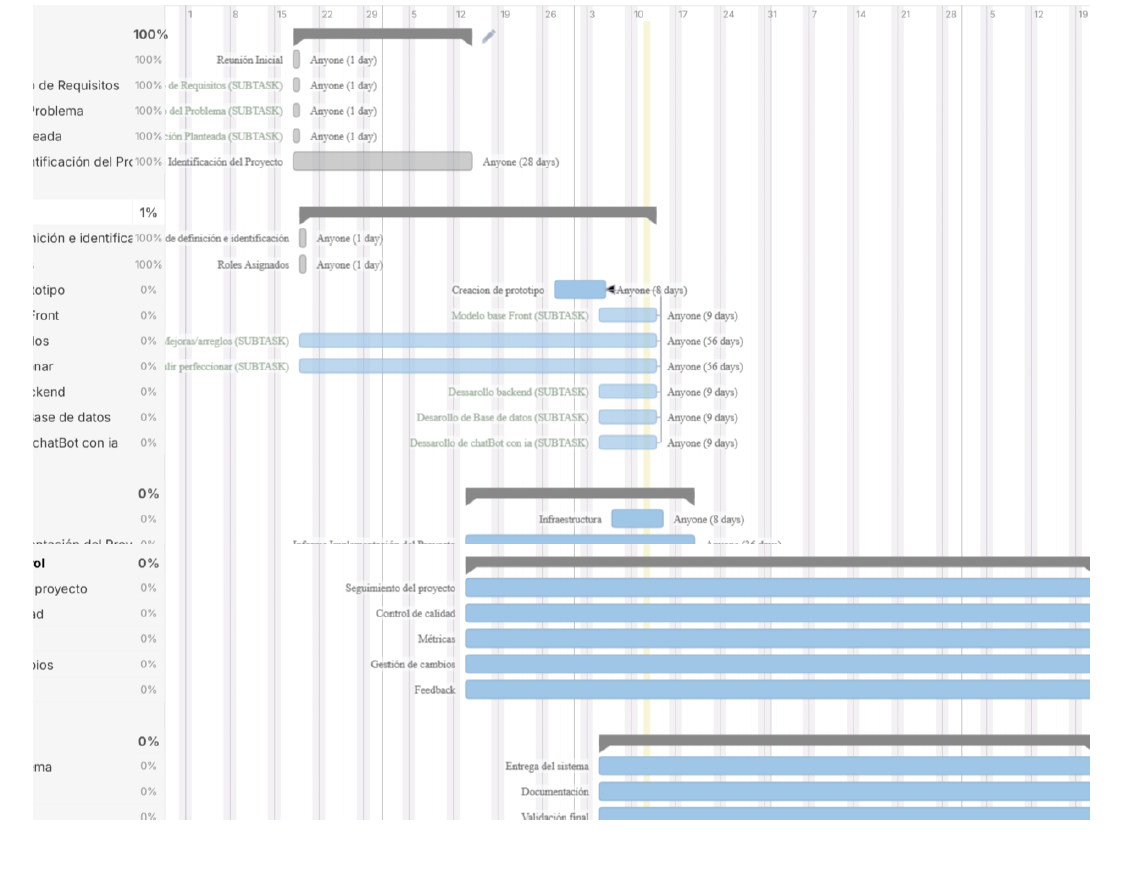 1 8 15 22 29 5 12 19 26 3 10 17 24 31 7 14 21 28 5 12 19
100%
100% Reunión Inicial Anyone (1 day)
de Requisitos 100% de Requisitos (SUBTASK) Anyone (1 day)
Problema 100% del Problema (SUBTASK) Anyone (1 day)
eada 100% ción Planteada (SUBTASK) Anyone (1 day)
ntificación del Pro 100% Identificación del Proyecto Anyone (28 days)
1%
nición e identifica 100% de definición e identificación Anyone (1 day)
100% Roles Asignados Anyone (1 day)
totipo 0% Creacion de prototipo Anyone (8 days)
Front 0% Modelo base Front (SUBTASK) Anyone (9 days)
los 0% Mejoras/arreglos (SUBTASK) Anyone (56 days)
nar 0% dir perfeccionar (SUBTASK) Anyone (56 days)
ckend 0% Dessarollo backend (SUBTASK) Anyone (9 days)
ase de datos 0% Desarollo de Base de datos (SUBTASK) Anyone (9 days)
chatBot con ia 0% Dessarollo de chatBot con ia (SUBTASK) Anyone (9 days)
0%
0% Infraestructura Anyone (8 days)
ol 0%
proyecto 0% Seguimiento del proyecto
ad 0% Control de calidad
0% Métricas
bios 0% Gestión de cambios
0% Feedback
0%
ema 0% Entrega del sistema
0% Documentación
0% Validación final